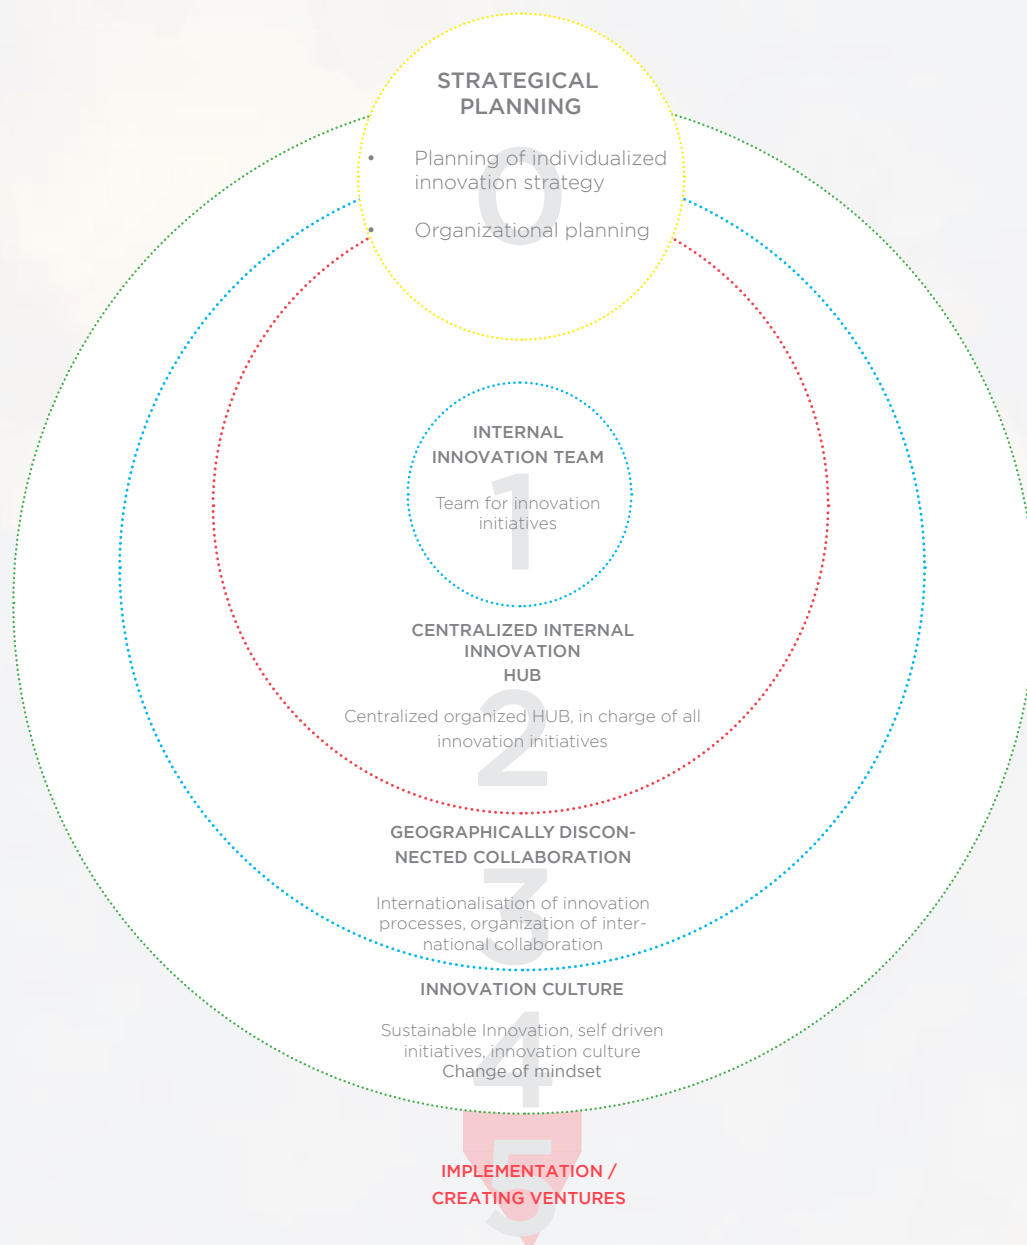 STRATEGICAL
PLANNING
0
• Planning of individualized
innovation strategy
• Organizational planning
INTERNAL
INNOVATION TEAM
1
Team for innovation
initiatives
CENTRALIZED INTERNAL
INNOVATION
HUB
2
Centralized organized HUB, in charge of all
innovation initiatives
GEOGRAPHICALLY DISCON-
NECTED COLLABORATION
3
Internationalisation of innovation
processes, organization of inter-
national collaboration
INNOVATION CULTURE
4
Sustainable Innovation, self driven
initiatives, innovation culture
Change of mindset
5
IMPLEMENTATION /
CREATING VENTURES